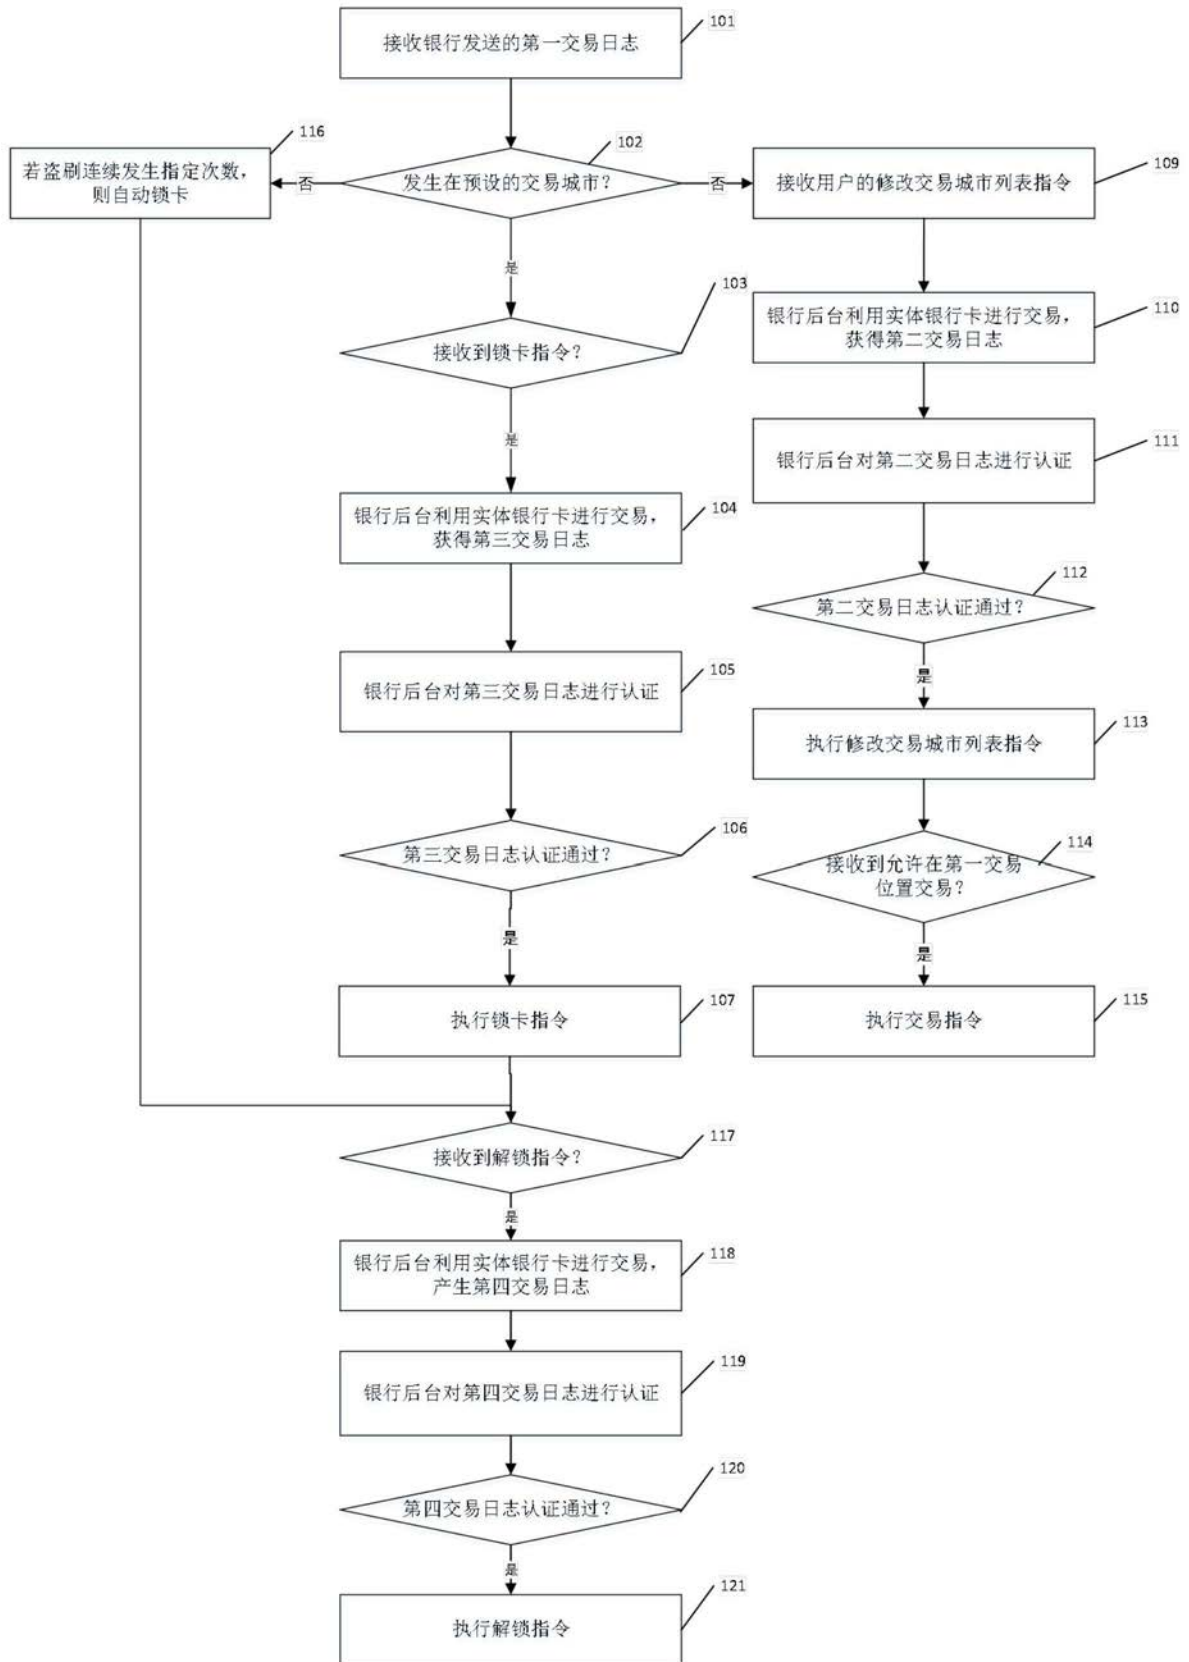 101
接收银行发送的第一交易日志
116
102
109
若盗刷连续发生指定次数，
则自动锁卡
否
发生在预设的交易城市？
否
接收用户的修改交易城市列表指令
是
103
接收到锁卡指令？
110
银行后台利用实体银行卡进行交易，
获得第二交易日志
是
111
银行后台对第二交易日志进行认证
104
银行后台利用实体银行卡进行交易，
获得第三交易日志
112
第二交易日志认证通过？
105
银行后台对第三交易日志进行认证
是
113
执行修改交易城市列表指令
106
第三交易日志认证通过？
114
接收到允许在第一交易
位置交易？
是
是
107
执行锁卡指令
115
执行交易指令
117
接收到解锁指令？
是
118
银行后台利用实体银行卡进行交易，
产生第四交易日志
119
银行后台对第四交易日志进行认证
120
第四交易日志认证通过？
是
121
执行解锁指令